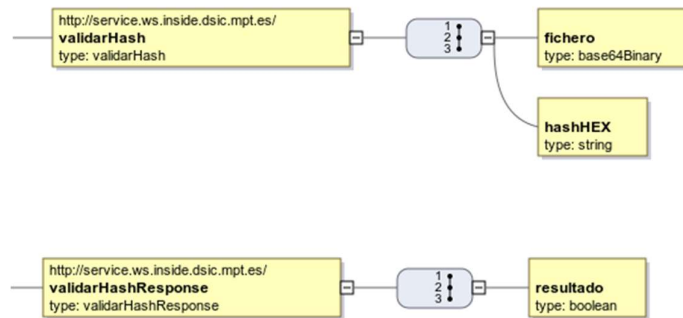 http://service.ws.inside.dsic.mpt.es/
validarHash
type: validarHash
1
2
3
fichero
type: base64Binary
hashHEX
type: string
http://service.ws.inside.dsic.mpt.es/
validarHashResponse
type: validarHashResponse
1
2
3
resultado
type: boolean